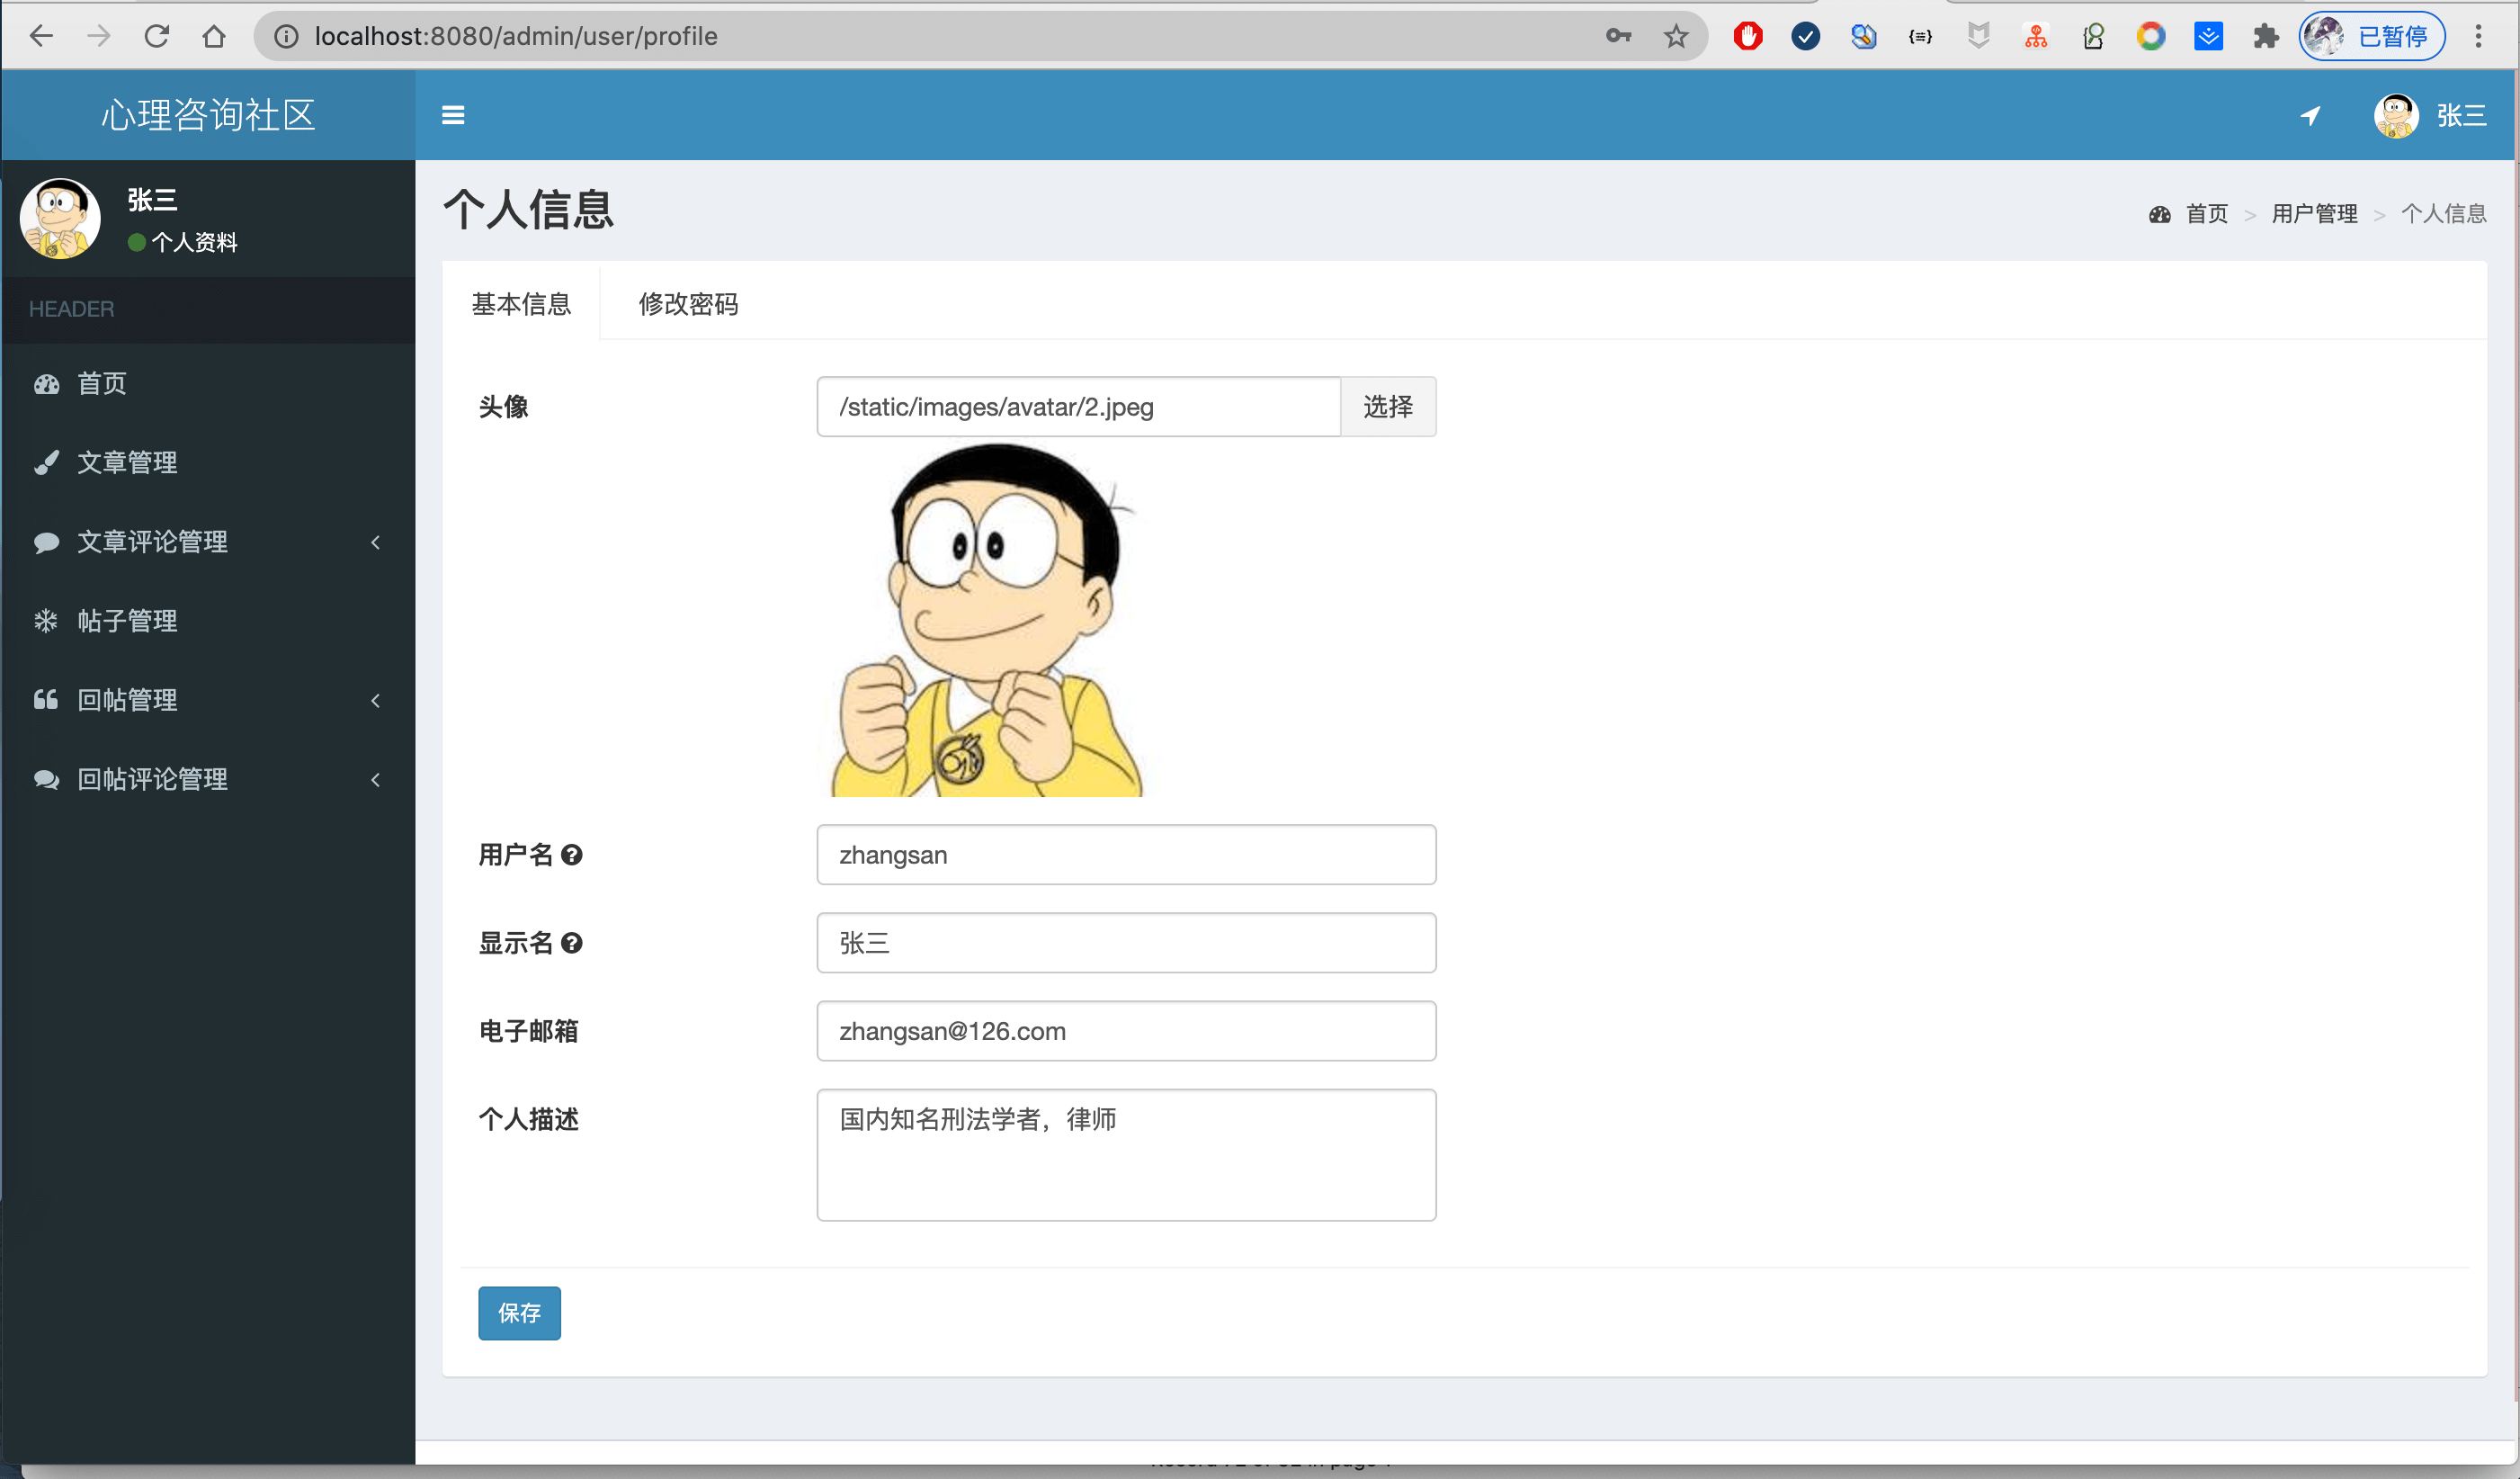 localhost:8080/admin/user/profile
已暂停
心理咨询社区
张三
张三
个人资料
HEADER
首页
文章管理
文章评论管理
帖子管理
回帖管理
回帖评论管理
个人信息
首页 > 用户管理 > 个人信息
基本信息 修改密码
头像 /static/images/avatar/2.jpeg 选择
用户名 zhangsan
显示名 张三
电子邮箱 zhangsan@126.com
个人描述 国内知名刑法学者，律师
保存